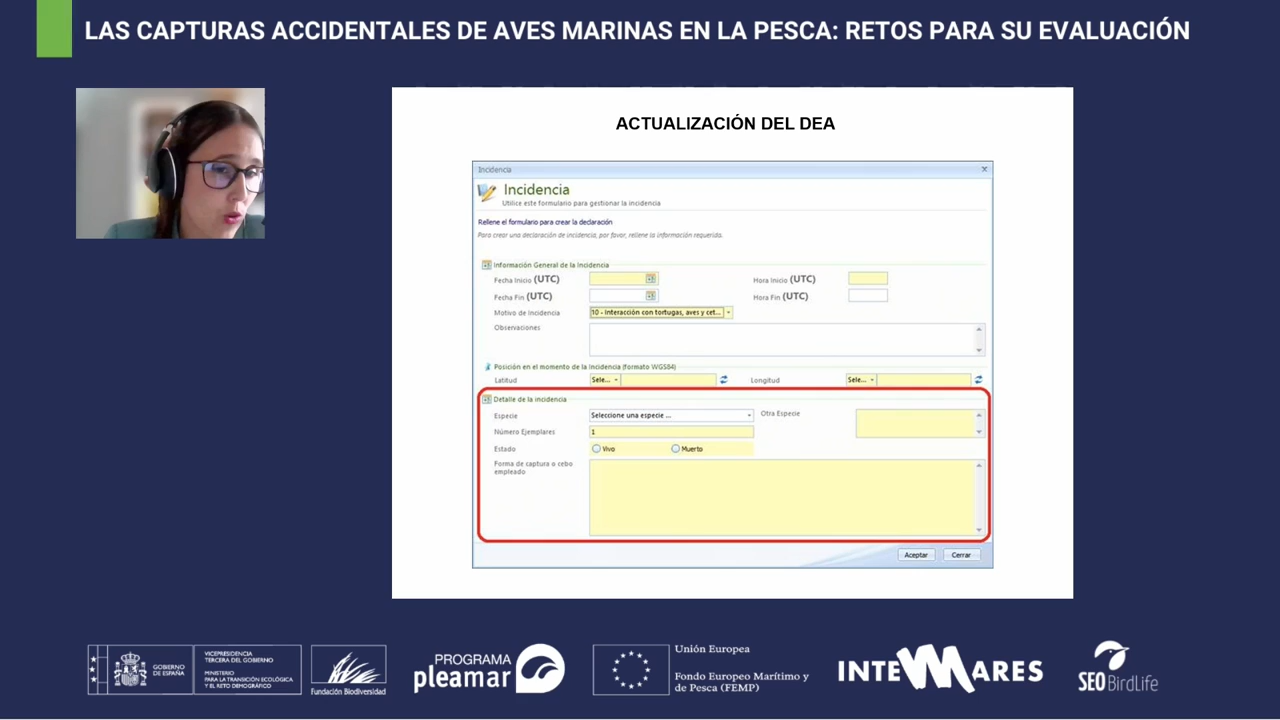 LAS CAPTURAS ACCIDENTALES DE AVES MARINAS EN LA PESCA: RETOS PARA SU EVALUACIÓN
ACTUALIZACIÓN DEL DEA
Incidencia
Incidencia
Utilice este formulario para gestionar la incidencia
Rellene el formulario para crear la declaración
Para crear una declaración de incidencia, por favor, rellene la información requerida.
Información General de la Incidencia
Fecha Inicio (UTC)
Hora Inicio (UTC)
Fecha Fin (UTC)
Hora Fin (UTC)
Motivo de Incidencia
10 - Interacción con tortugas, aves y cet...
Observaciones
Posición en el momento de la Incidencia (formato WGS84)
Latitud
Sele...
Longitud
Sele...
Detalle de la incidencia
Especie
Seleccione una especie ...
Otra Especie
Número Ejemplares
1
Estado
Vivo
Muerto
Forma de captura o cebo
empleado
Aceptar
Cerrar
GOBIERNO
DE ESPAÑA
VICEPRESIDENCIA
TERCERA DEL GOBIERNO
MINISTERIO
PARA LA TRANSICIÓN ECOLÓGICA
Y EL RETO DEMOGRÁFICO
Fundación Biodiversidad
PROGRAMA
pleamar
Unión Europea
Fondo Europeo Marítimo y
de Pesca (FEMP)
INTEMARES
SEO BirdLife